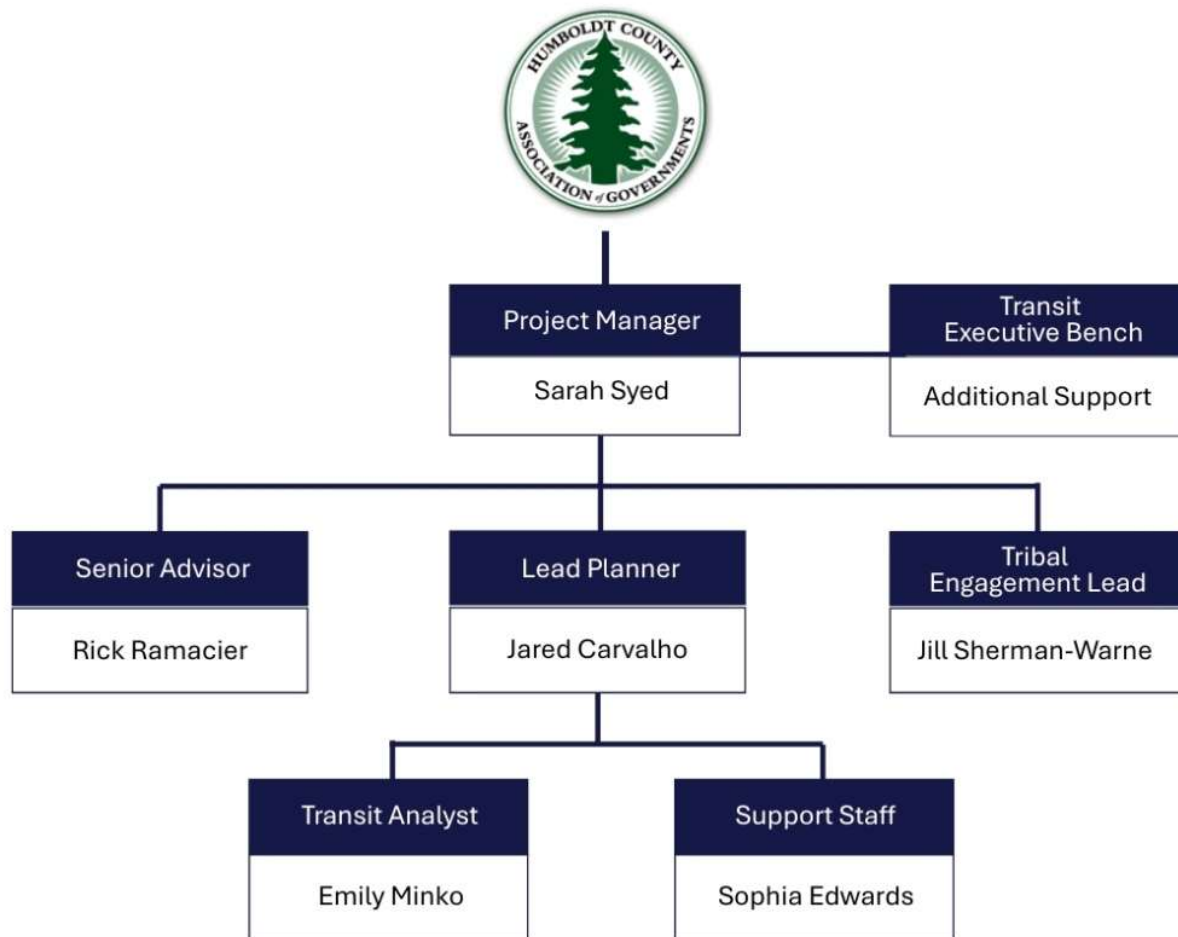 HUMBOLDT COUNTY
ASSOCIATION of GOVERNMENTS
Project Manager
Sarah Syed
Transit
Executive Bench
Additional Support
Senior Advisor
Rick Ramacier
Lead Planner
Jared Carvalho
Tribal
Engagement Lead
Jill Sherman-Warne
Transit Analyst
Emily Minko
Support Staff
Sophia Edwards